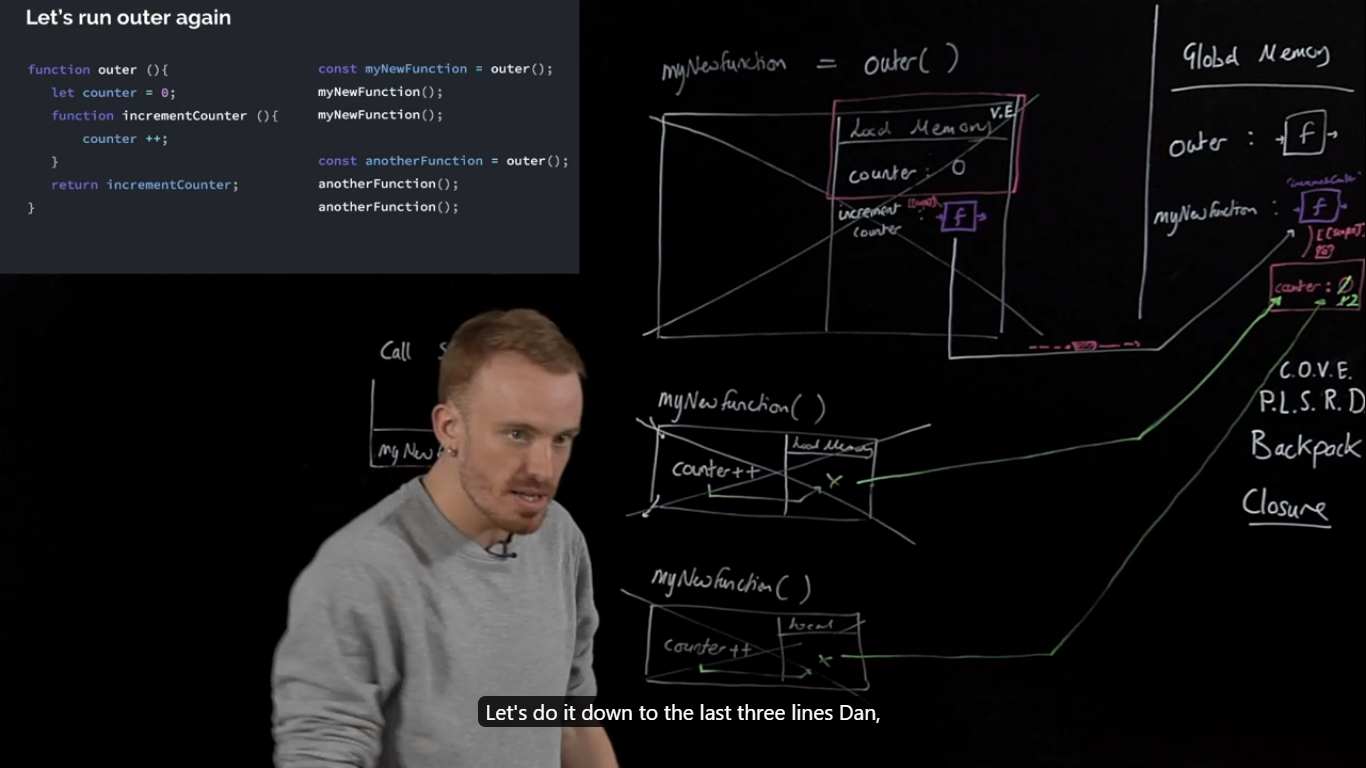 Let's run outer again
function outer (){
let counter = 0;
function incrementCounter (){
counter ++;
}
return incrementCounter;
}
const myNewFunction = outer();
myNewFunction();
myNewFunction();
const anotherFunction = outer();
anotherFunction();
anotherFunction();
Call S
myNew
myNewfunction = outer( )
V.E.
Local Memory
counter : 0
increment counter : f
myNewfunction( )
Local Memory
counter++ x
myNewfunction( )
Local
counter++ x
Global Memory
outer : f
"incrementCounter"
myNewfunction : f
[[scope]]
counter : 0
1 2
C.O.V.E.
P.L.S.R.D
Backpack
Closure
Let's do it down to the last three lines Dan,